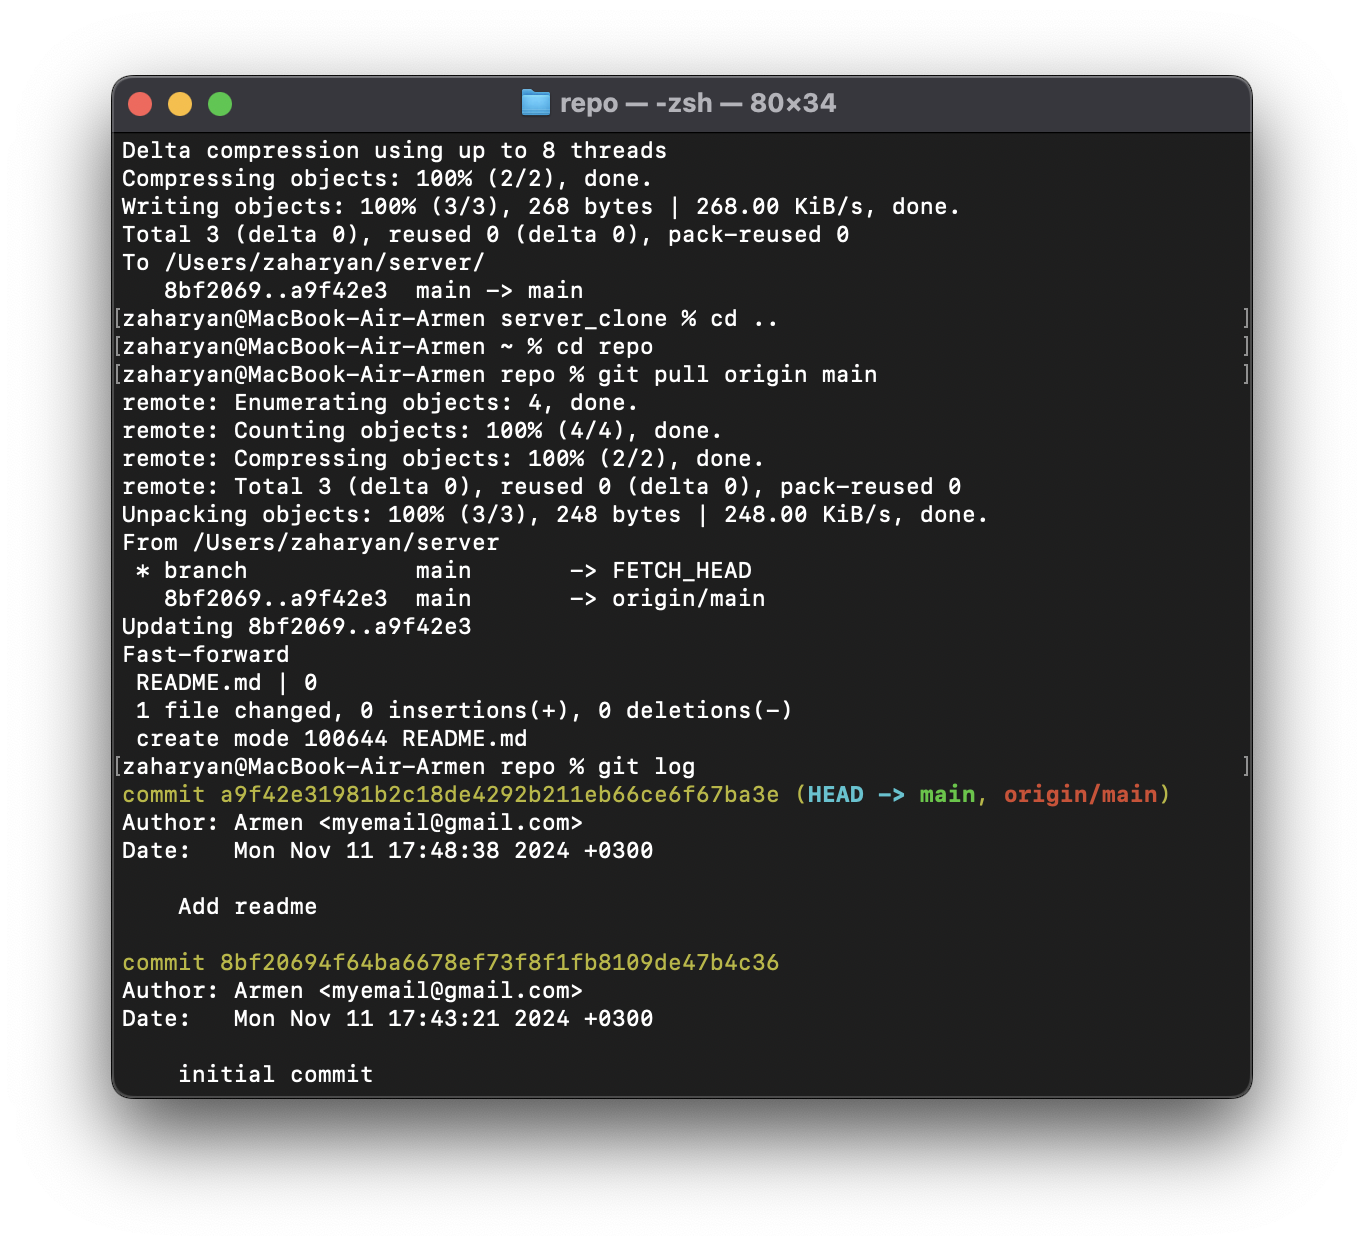 repo — -zsh — 80×34
Delta compression using up to 8 threads
Compressing objects: 100% (2/2), done.
Writing objects: 100% (3/3), 268 bytes | 268.00 KiB/s, done.
Total 3 (delta 0), reused 0 (delta 0), pack-reused 0
To /Users/zaharyan/server/
   8bf2069..a9f42e3  main -> main
[zaharyan@MacBook-Air-Armen server_clone % cd ..                                 ]
[zaharyan@MacBook-Air-Armen ~ % cd repo                                          ]
[zaharyan@MacBook-Air-Armen repo % git pull origin main                          ]
remote: Enumerating objects: 4, done.
remote: Counting objects: 100% (4/4), done.
remote: Compressing objects: 100% (2/2), done.
remote: Total 3 (delta 0), reused 0 (delta 0), pack-reused 0
Unpacking objects: 100% (3/3), 248 bytes | 248.00 KiB/s, done.
From /Users/zaharyan/server
 * branch            main       -> FETCH_HEAD
   8bf2069..a9f42e3  main       -> origin/main
Updating 8bf2069..a9f42e3
Fast-forward
 README.md | 0
 1 file changed, 0 insertions(+), 0 deletions(-)
 create mode 100644 README.md
[zaharyan@MacBook-Air-Armen repo % git log                                       ]
commit a9f42e31981b2c18de4292b211eb66ce6f67ba3e (HEAD -> main, origin/main)
Author: Armen <myemail@gmail.com>
Date:   Mon Nov 11 17:48:38 2024 +0300

    Add readme

commit 8bf20694f64ba6678ef73f8f1fb8109de47b4c36
Author: Armen <myemail@gmail.com>
Date:   Mon Nov 11 17:43:21 2024 +0300

    initial commit